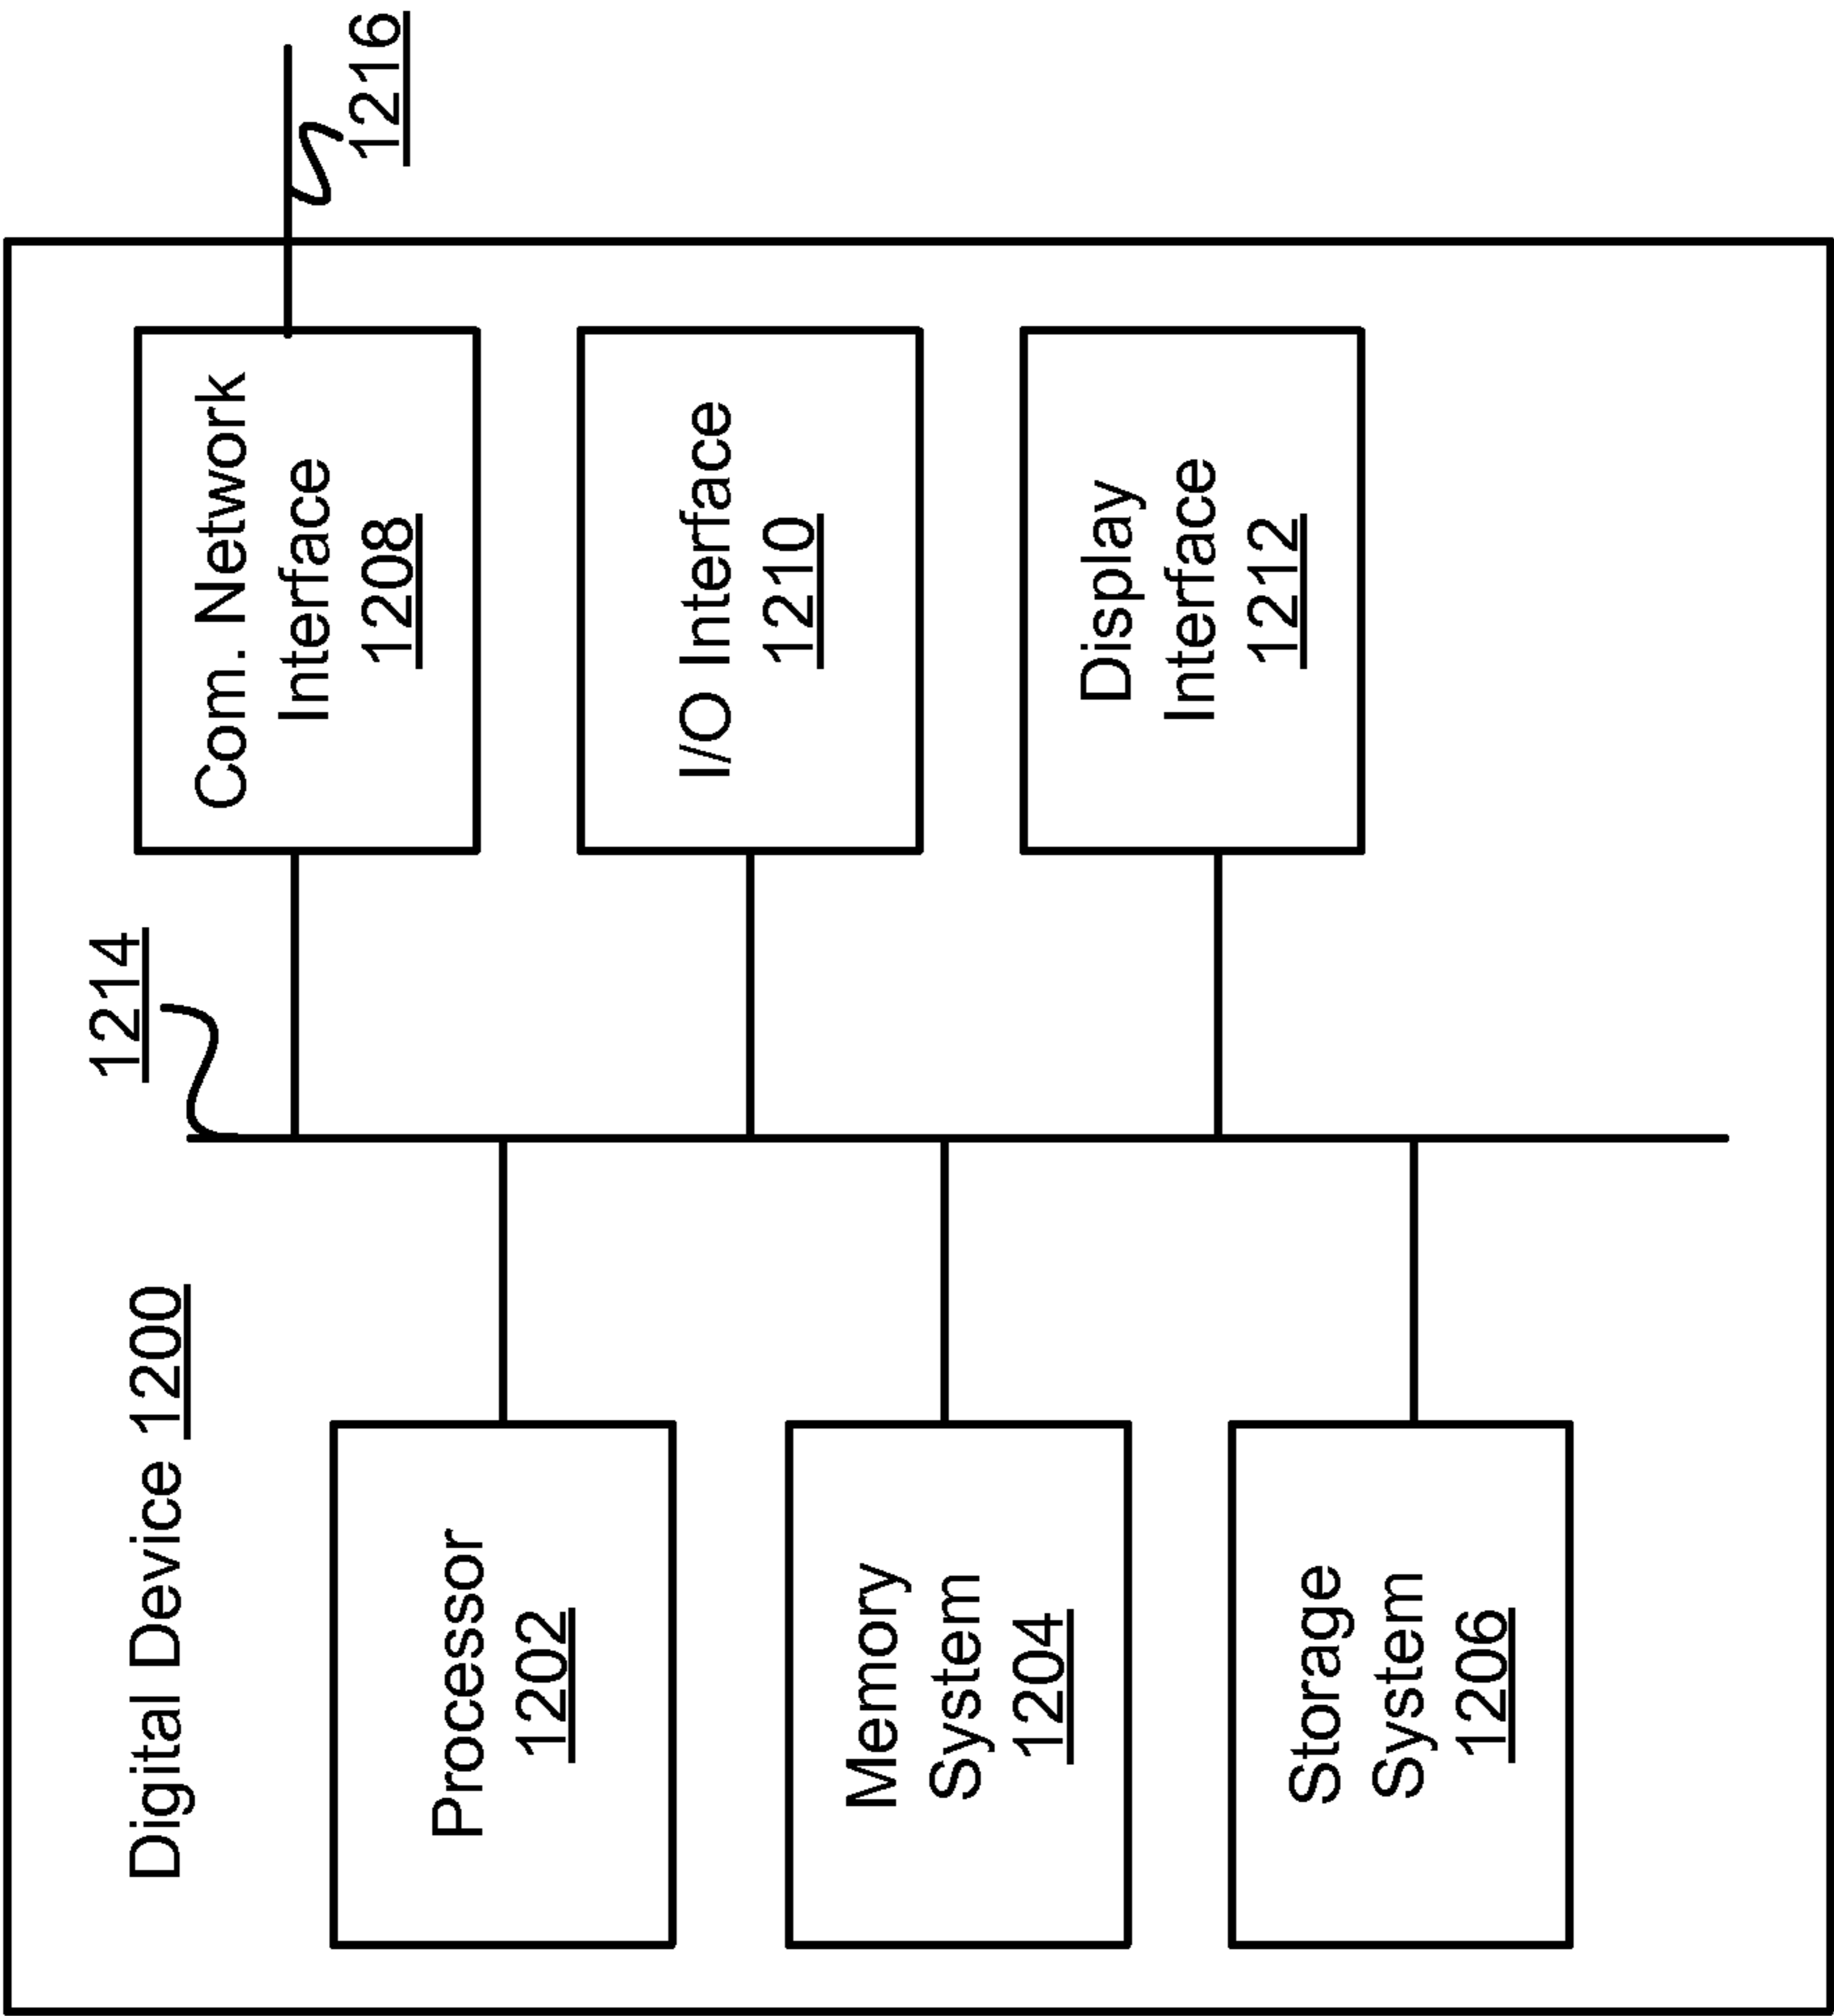 Digital Device 1200
1214
1216
Processor
1202
Memory
System
1204
Storage
System
1206
Com. Network
Interface
1208
I/O Interface
1210
Display
Interface
1212